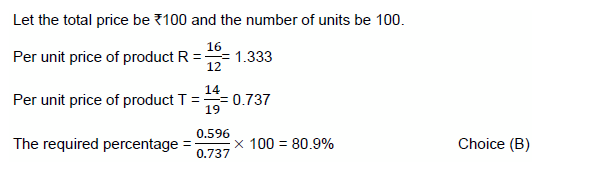 Let the total price be ₹100 and the number of units be 100.
Per unit price of product R = 16/12 = 1.333
Per unit price of product T = 14/19 = 0.737
The required percentage = 0.596/0.737 × 100 = 80.9% Choice (B)